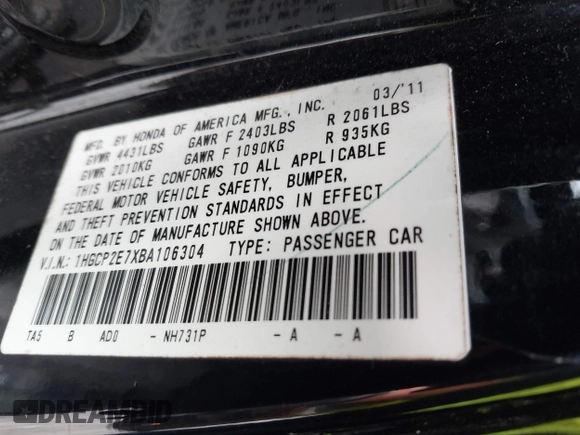 MFD. BY HONDA OF AMERICA MFG., INC. 03/'11
GVWR 4431LBS GAWR F 2403LBS R 2061LBS
GVWR 2010KG GAWR F 1090KG R 935KG
THIS VEHICLE CONFORMS TO ALL APPLICABLE
FEDERAL MOTOR VEHICLE SAFETY, BUMPER,
AND THEFT PREVENTION STANDARDS IN EFFECT
ON THE DATE OF MANUFACTURE SHOWN ABOVE.
V.I.N.: 1HGCP2E7XBA106304 TYPE: PASSENGER CAR
TA5 B AD0 - NH731P - A - A
DREAMBID